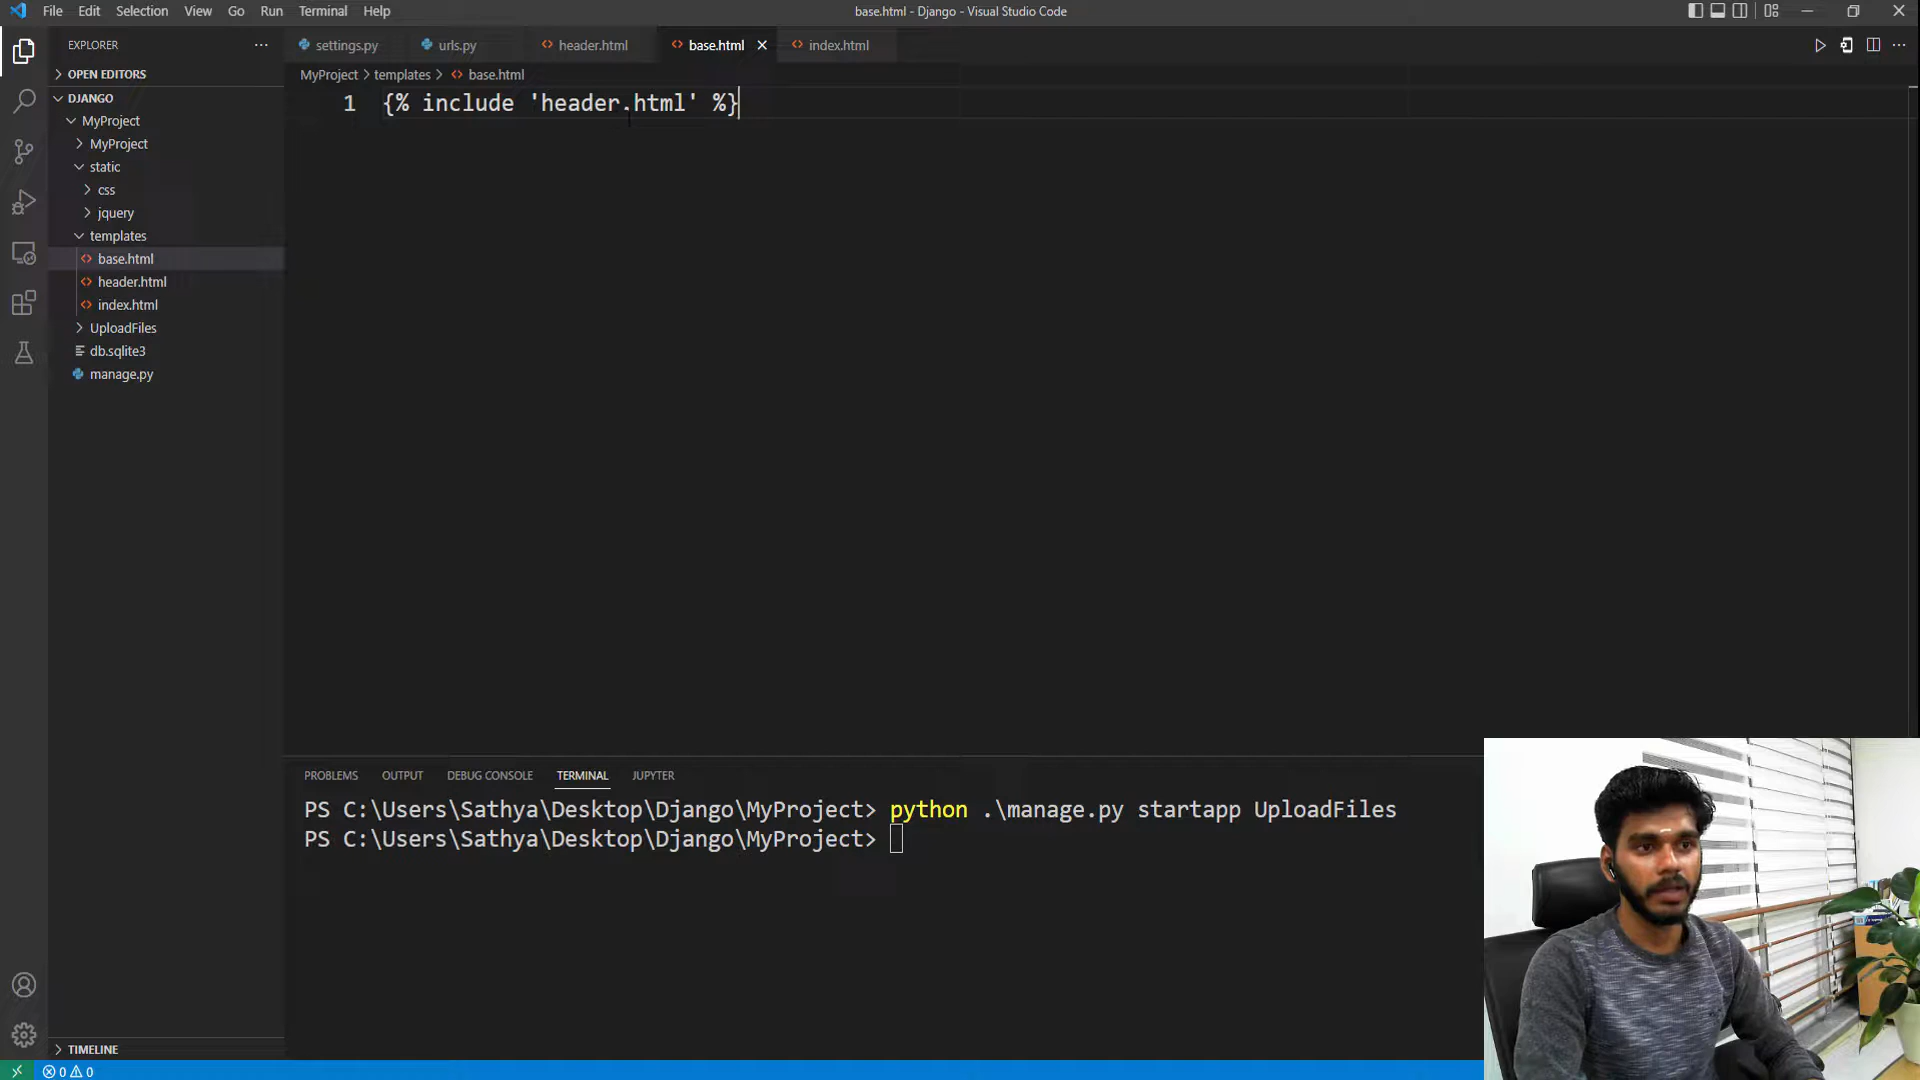 File Edit Selection View Go Run Terminal Help
base.html - Django - Visual Studio Code
EXPLORER
settings.py
urls.py
header.html
base.html
index.html
OPEN EDITORS
MyProject > templates > base.html
DJANGO
1 {% include 'header.html' %}
MyProject
MyProject
static
css
jquery
templates
base.html
header.html
index.html
UploadFiles
db.sqlite3
manage.py
PROBLEMS OUTPUT DEBUG CONSOLE TERMINAL JUPYTER
PS C:\Users\Sathya\Desktop\Django\MyProject> python .\manage.py startapp UploadFiles
PS C:\Users\Sathya\Desktop\Django\MyProject>
TIMELINE
0 0